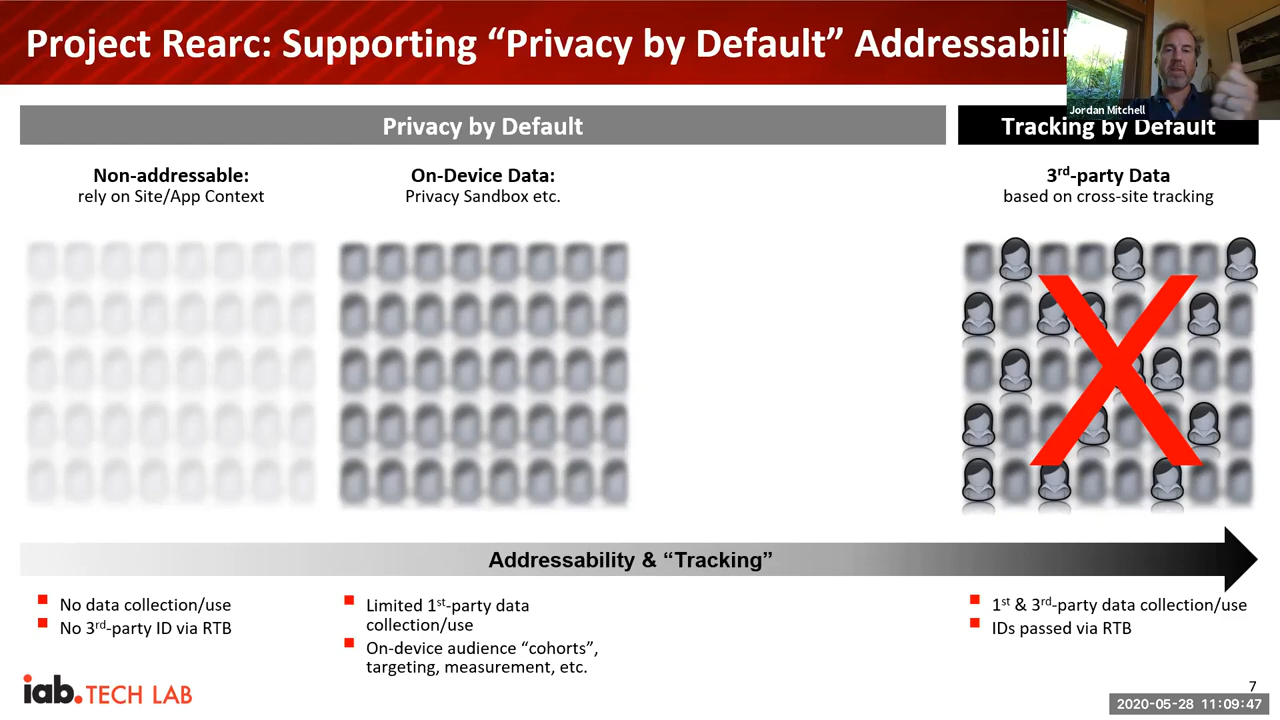 Project Rearc: Supporting “Privacy by Default” Addressabili
Jordan Mitchell
Privacy by Default
Tracking by Default
Non-addressable:
rely on Site/App Context
On-Device Data:
Privacy Sandbox etc.
3rd-party Data
based on cross-site tracking
Addressability & “Tracking”
No data collection/use
No 3rd-party ID via RTB
Limited 1st-party data
collection/use
On-device audience “cohorts”,
targeting, measurement, etc.
1st & 3rd-party data collection/use
IDs passed via RTB
iab.TECH LAB
7
2020-05-28 11:09:47